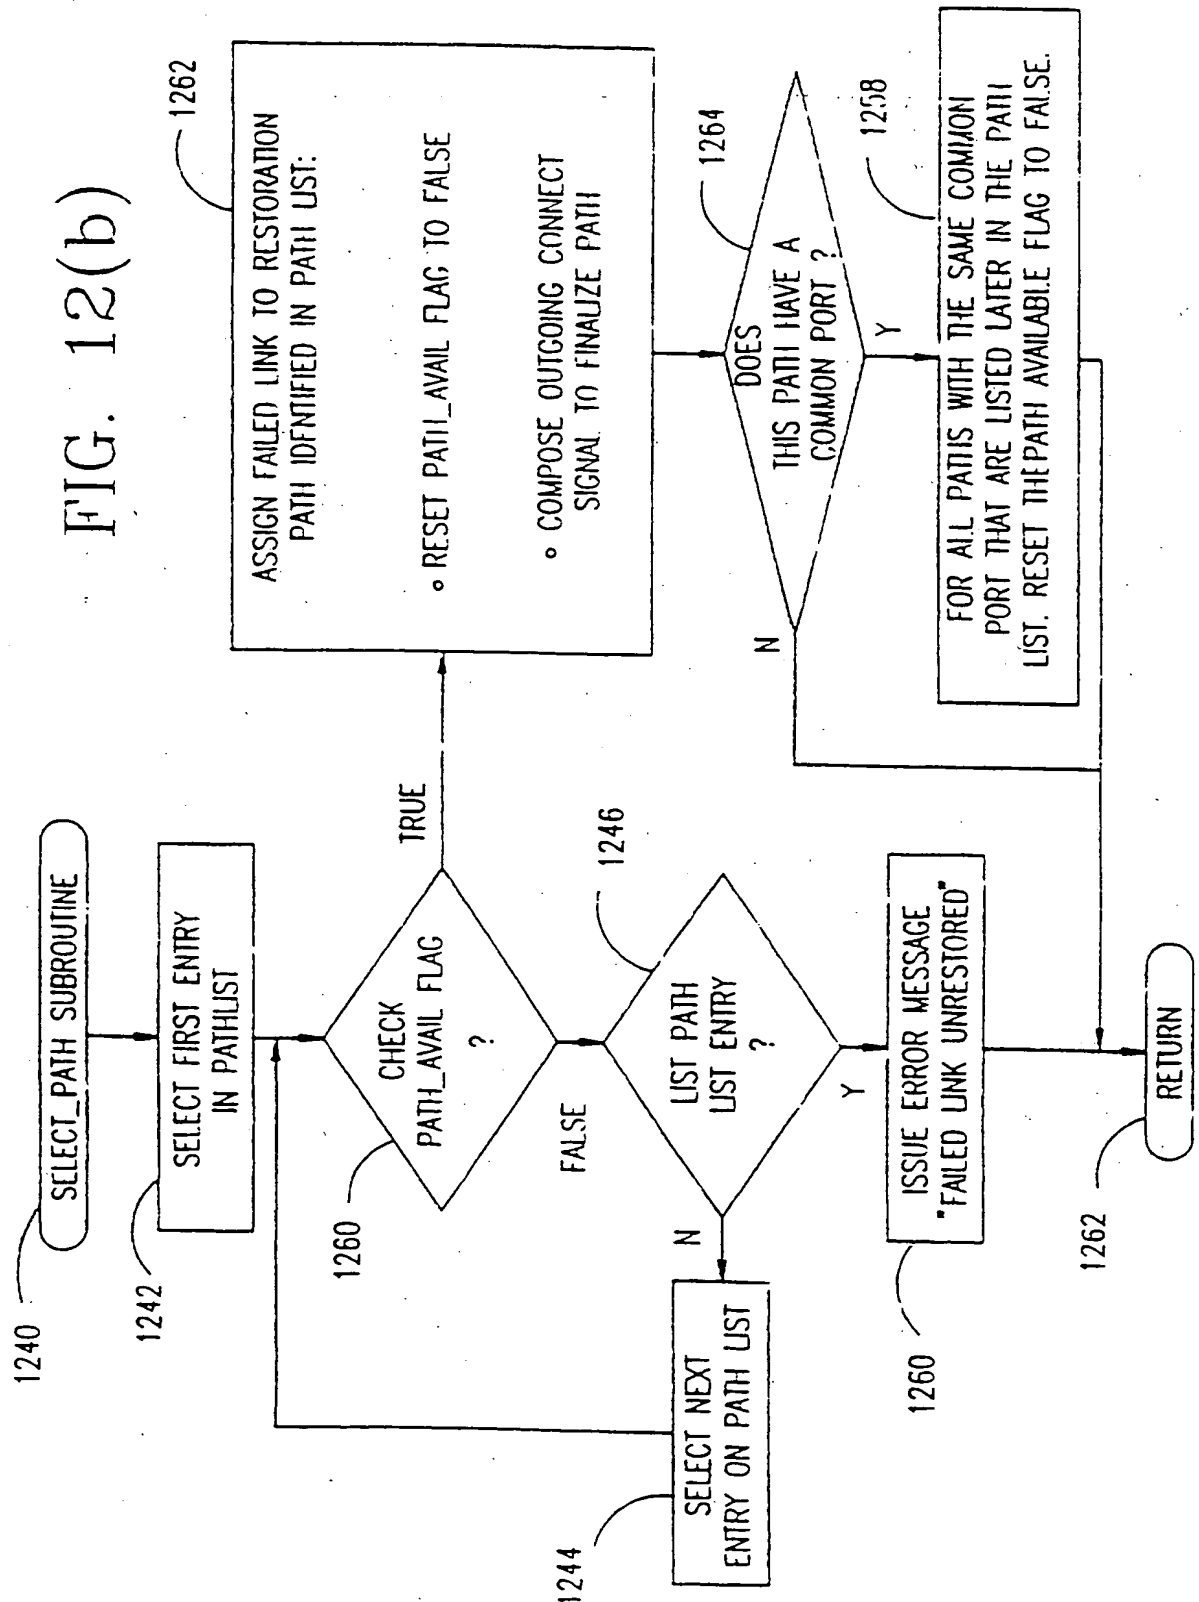 FIG. 12(b)
1240
SELECT_PATH SUBROUTINE
1242
SELECT FIRST ENTRY
IN PATHLIST
1260
CHECK
PATH_AVAIL FLAG
?
TRUE
FALSE
1262
ASSIGN FAILED LINK TO RESTORATION
PATH IDENTIFIED IN PATH LIST:
° RESET PATH_AVAIL FLAG TO FALSE
° COMPOSE OUTGOING CONNECT
SIGNAL TO FINALIZE PATH
1246
LIST PATH
LIST ENTRY
?
N
Y
1244
SELECT NEXT
ENTRY ON PATH LIST
1264
DOES
THIS PATH HAVE A
COMMON PORT ?
N
Y
1258
FOR ALL PATHS WITH THE SAME COMMON
PORT THAT ARE LISTED LATER IN THE PATH
LIST. RESET THE PATH AVAILABLE FLAG TO FALSE.
1260
ISSUE ERROR MESSAGE
"FAILED LINK UNRESTORED"
1262
RETURN